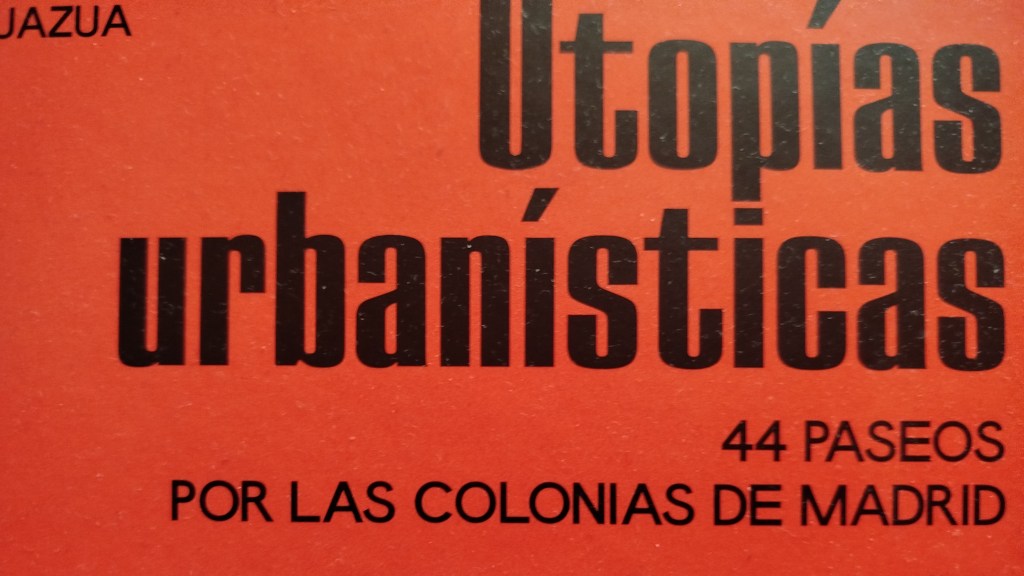 JAZUA
Utopías
urbanísticas
44 PASEOS
POR LAS COLONIAS DE MADRID